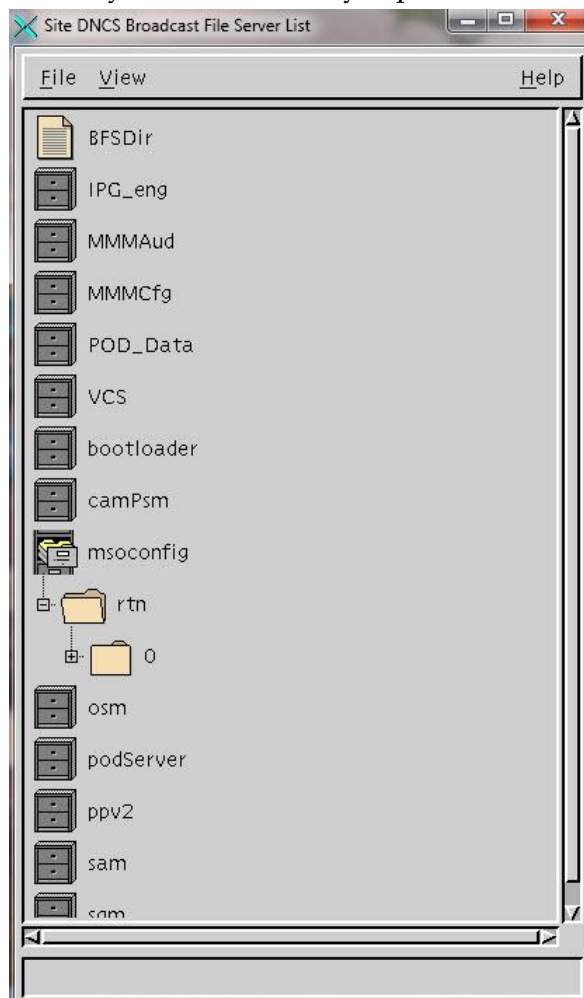 Site DNCS Broadcast File Server List
File View Help
BFSDir
IPG_eng
MMMAud
MMMCfg
POD_Data
VCS
bootloader
camPsm
msoconfig
rtn
0
osm
podServer
ppv2
sam